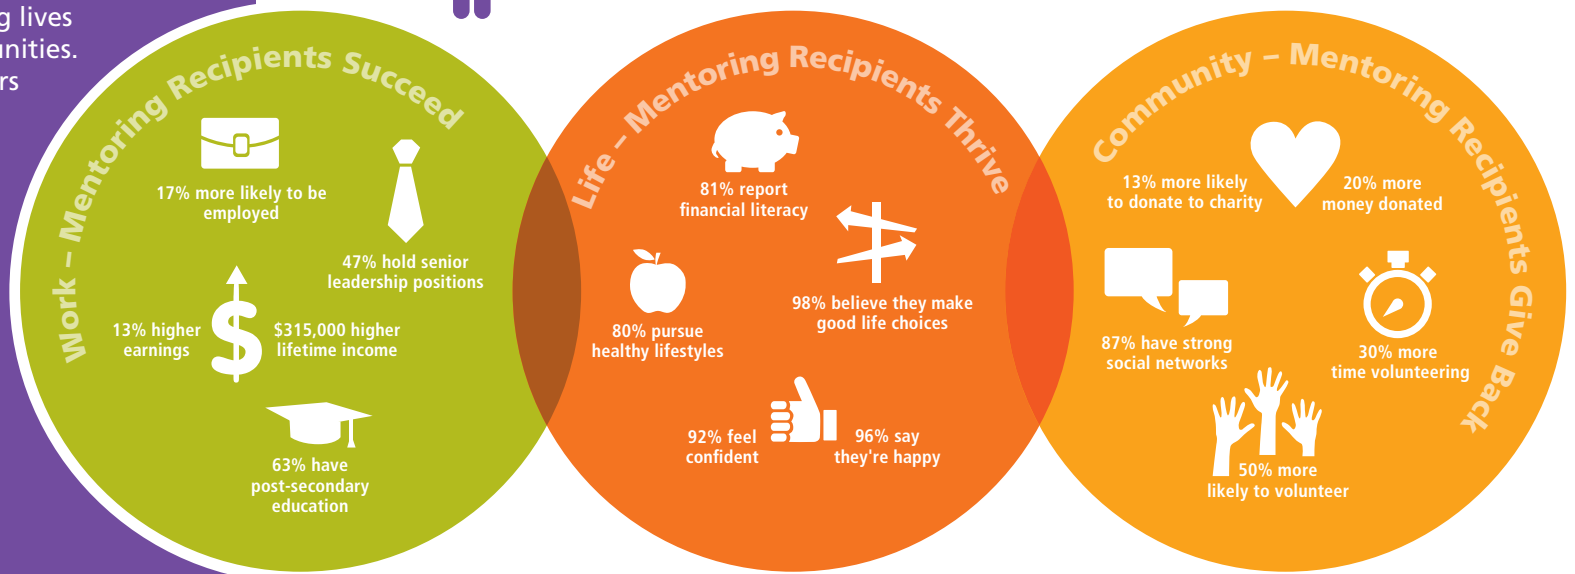 lives
Work – Mentoring Recipients Succeed
17% more likely to be
employed
47% hold senior
leadership positions
13% higher
earnings
$315,000 higher
lifetime income
63% have
post-secondary
education
Life – Mentoring Recipients Thrive
81% report
financial literacy
98% believe they make
good life choices
80% pursue
healthy lifestyles
92% feel
confident
96% say
they're happy
Community – Mentoring Recipients Give Back
13% more likely
to donate to charity
20% more
money donated
87% have strong
social networks
30% more
time volunteering
50% more
likely to volunteer